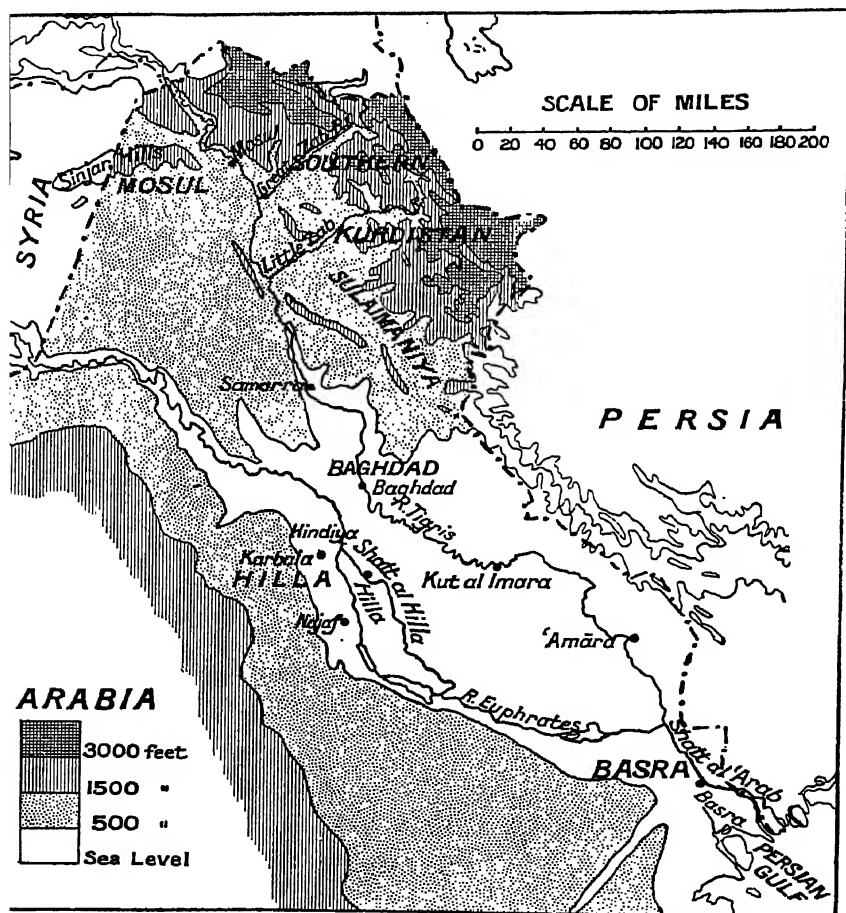 SCALE OF MILES
0 20 40 60 80 100 120 140 160 180 200
Mosul
Great Zab R.
SOUTHERN
Sinjar Hills
MOSUL
SYRIA
KURDISTAN
Little Zab
SULAIMANIYA
Samarra
PERSIA
BAGHDAD
Baghdad
R. Tigris
Hindiya
Karbala
HILLA
Shatt al Hilla
Hilla
Kut al Imara
Najaf
'Amāra
ARABIA
R. Euphrates
3000 feet
1500 "
500 "
Sea Level
BASRA
Shatt al 'Arab
Basra
PERSIAN
GULF